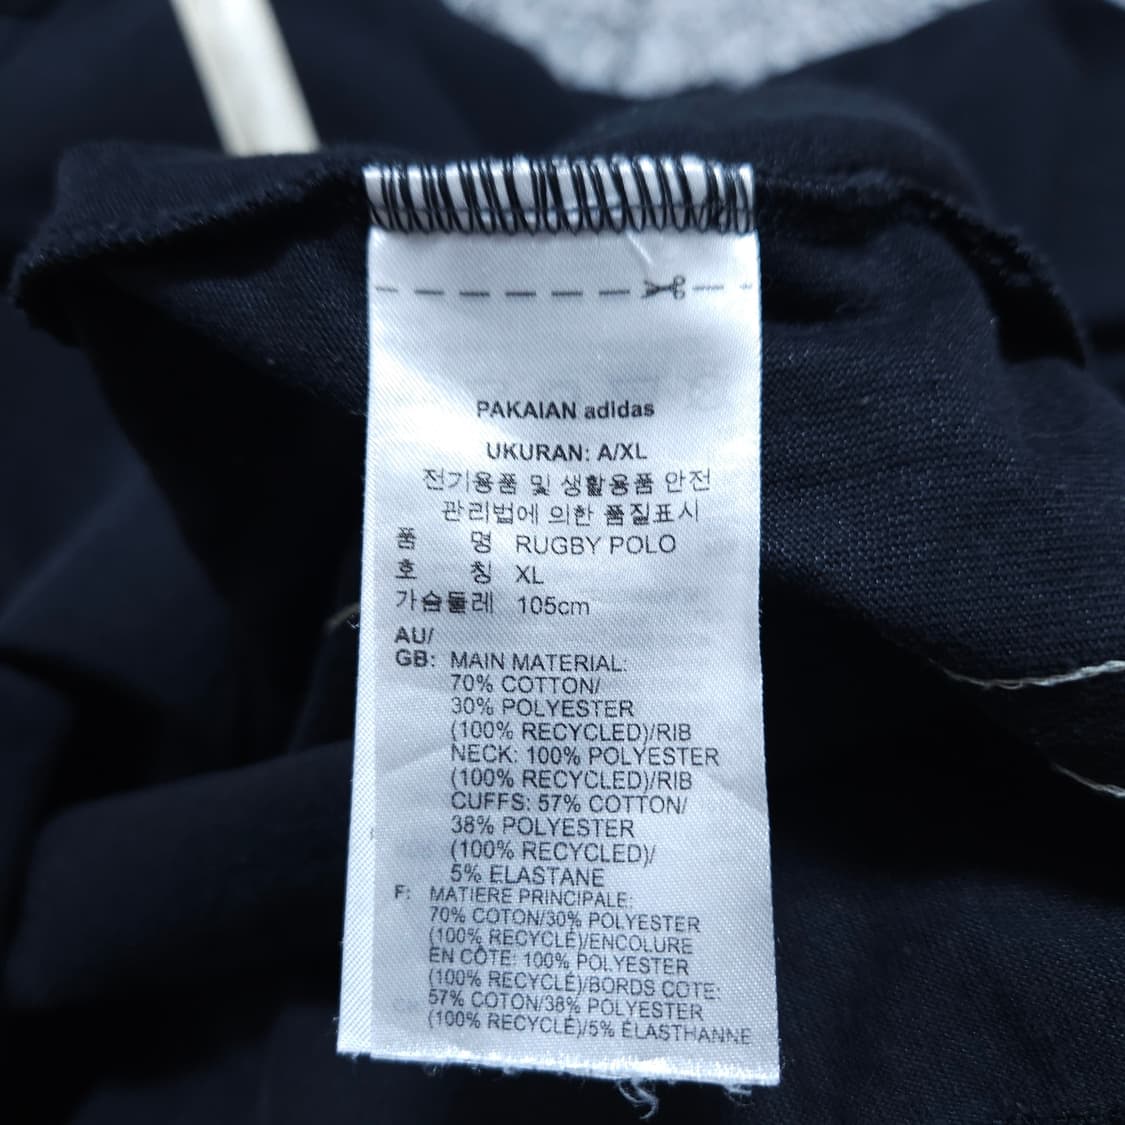 PAKAIAN adidas
UKURAN: A/XL
전기용품 및 생활용품 안전
관리법에 의한 품질표시
품 명 RUGBY POLO
호 칭 XL
가슴둘레 105cm
AU/
GB: MAIN MATERIAL:
70% COTTON/
30% POLYESTER
(100% RECYCLED)/RIB
NECK: 100% POLYESTER
(100% RECYCLED)/RIB
CUFFS: 57% COTTON/
38% POLYESTER
(100% RECYCLED)/
5% ELASTANE
F: MATIERE PRINCIPALE:
70% COTON/30% POLYESTER
(100% RECYCLÉ)/ENCOLURE
EN CÔTE: 100% POLYESTER
(100% RECYCLÉ)/BORDS COTE:
57% COTON/38% POLYESTER
(100% RECYCLÉ)/5% ÉLASTHANNE